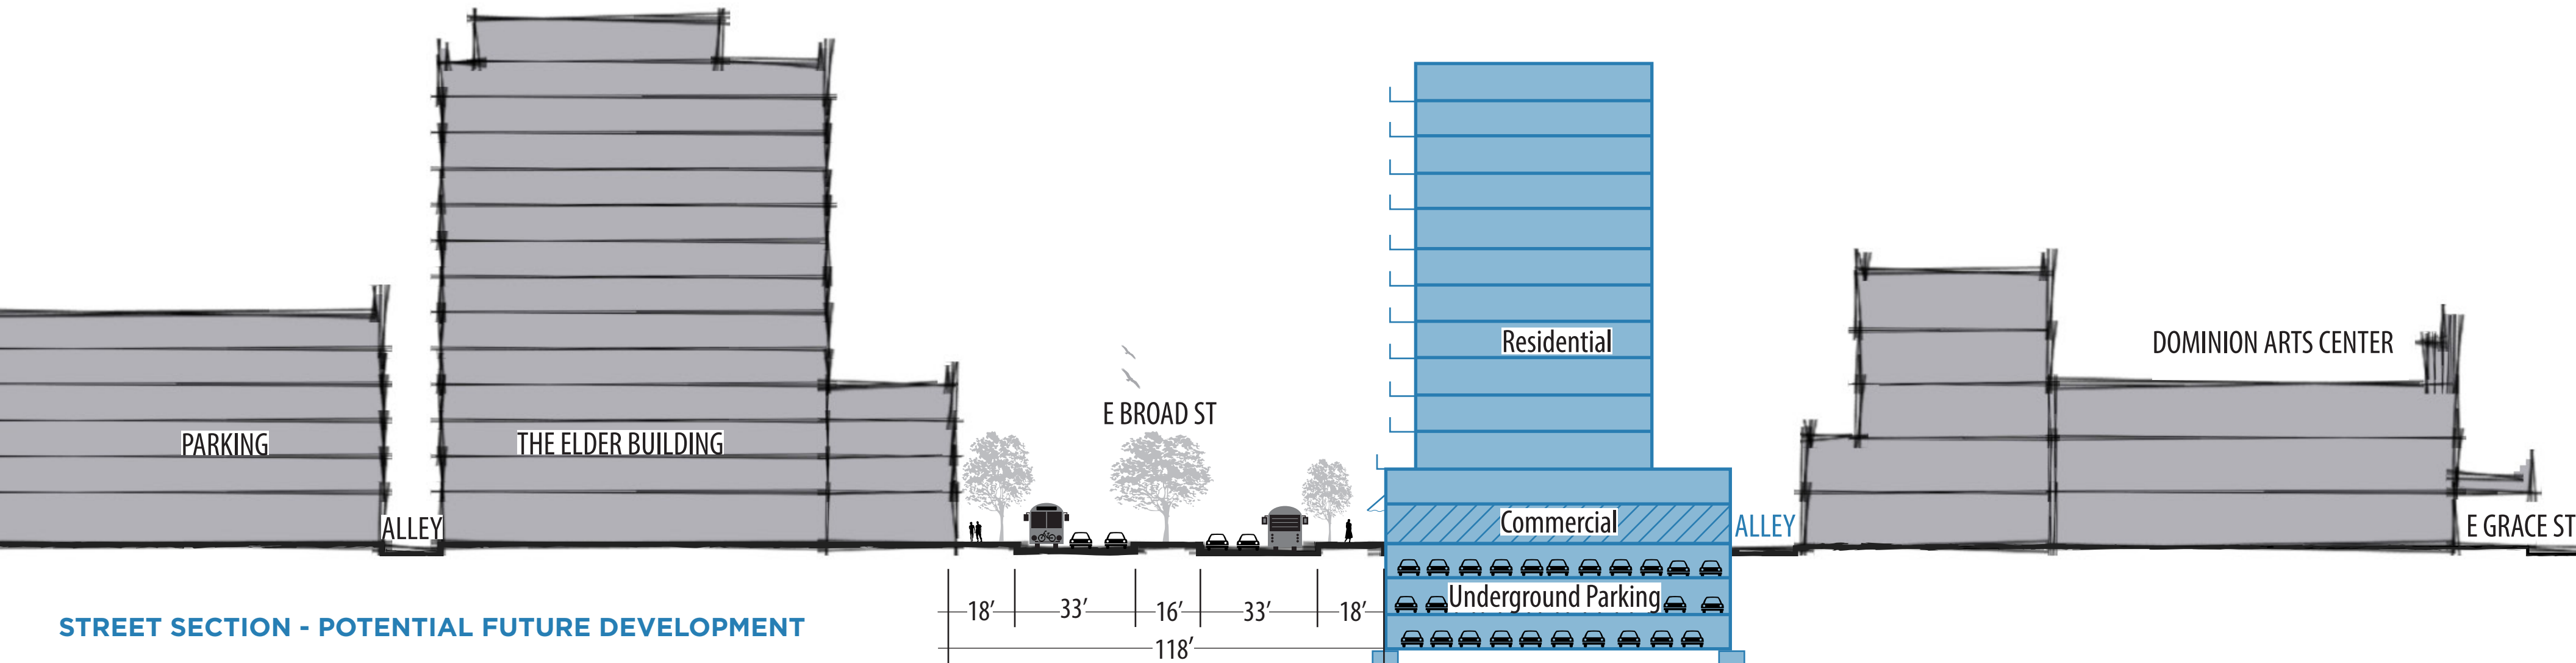 Residential
DOMINION ARTS CENTER
E BROAD ST
PARKING
THE ELDER BUILDING
ALLEY
Commercial
ALLEY
E GRACE ST
Underground Parking
18′
33′
16′
33′
18′
118′
STREET SECTION - POTENTIAL FUTURE DEVELOPMENT